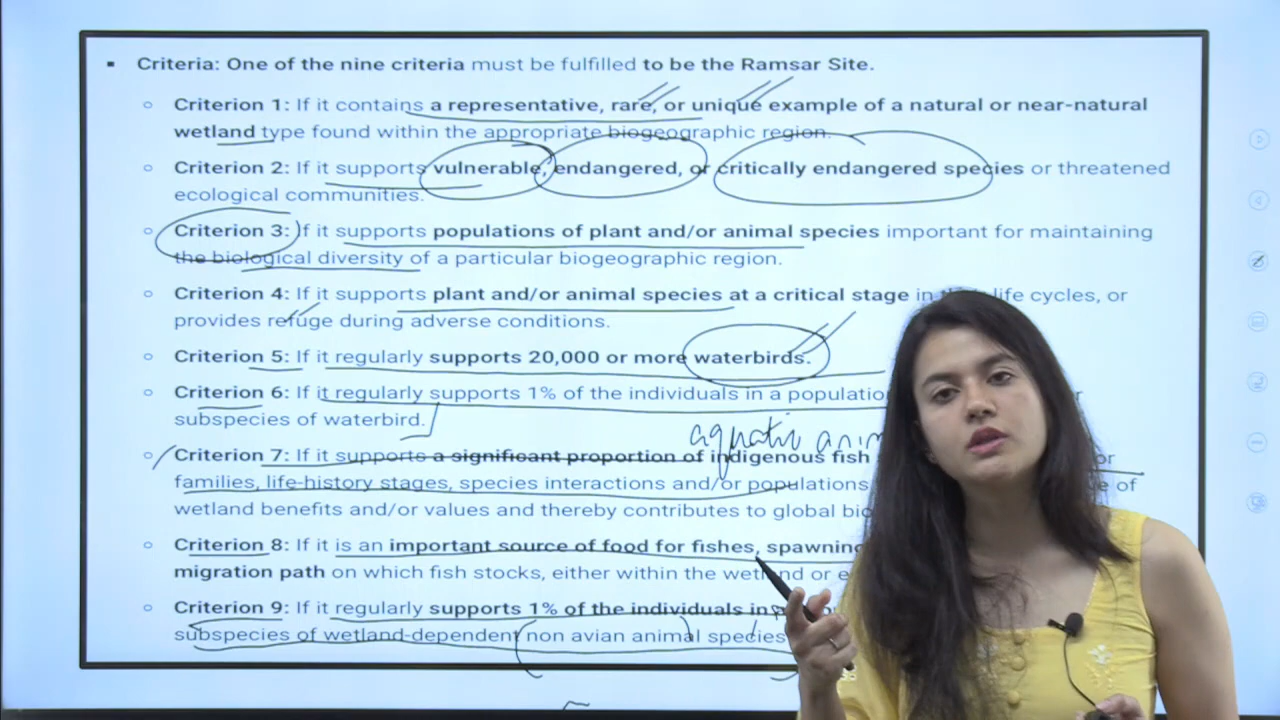 ▪ Criteria: One of the nine criteria must be fulfilled to be the Ramsar Site.
○ Criterion 1: If it contains a representative, rare, or unique example of a natural or near-natural
wetland type found within the appropriate biogeographic region.
○ Criterion 2: If it supports vulnerable, endangered, or critically endangered species or threatened
ecological communities.
○ Criterion 3: If it supports populations of plant and/or animal species important for maintaining
the biological diversity of a particular biogeographic region.
○ Criterion 4: If it supports plant and/or animal species at a critical stage in life cycles, or
provides refuge during adverse conditions.
○ Criterion 5: If it regularly supports 20,000 or more waterbirds.
○ Criterion 6: If it regularly supports 1% of the individuals in a
subspecies of waterbird.
aquatic
○ Criterion 7: If it supports a significant proportion of indigenous fish or
families, life-history stages, species interactions and/or populations of
wetland benefits and/or values and thereby contributes to global
○ Criterion 8: If it is an important source of food for fishes, spawning
migration path on which fish stocks, either within the wetland or
○ Criterion 9: If it regularly supports 1% of the individuals in
subspecies of wetland-dependent non avian animal species